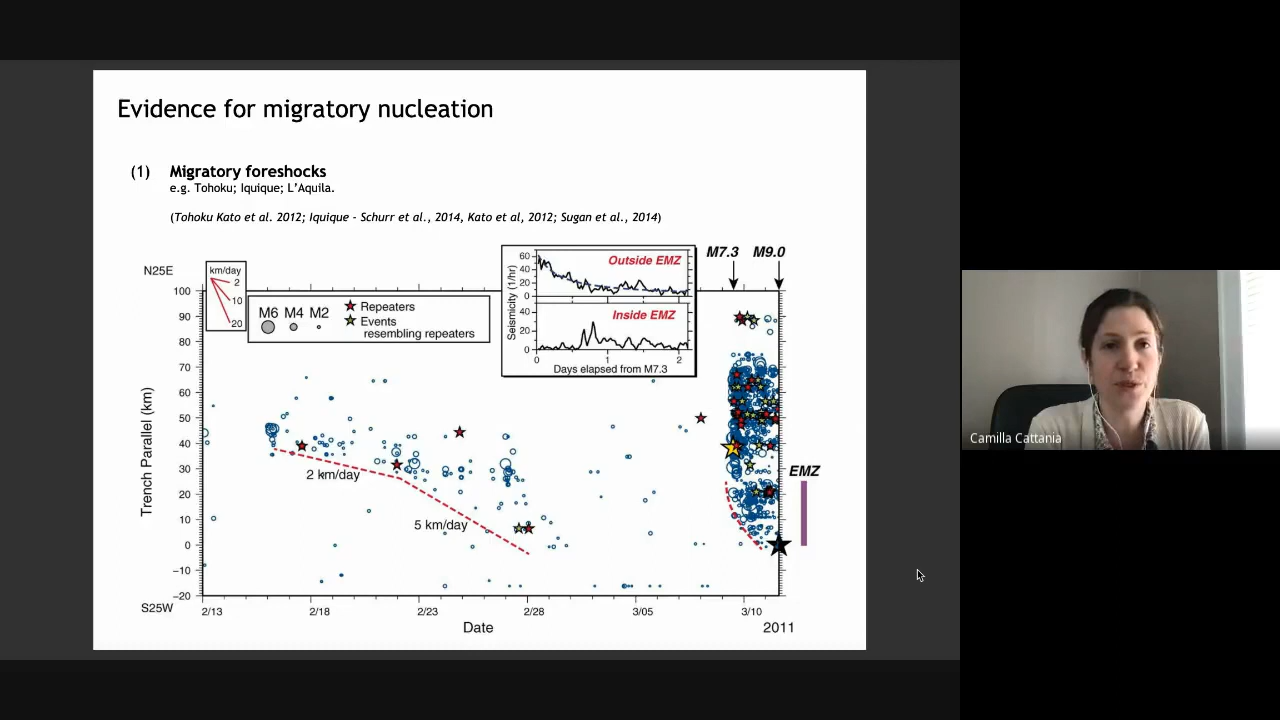 Evidence for migratory nucleation
(1) Migratory foreshocks
e.g. Tohoku; Iquique; L'Aquila.
(Tohoku Kato et al. 2012; Iquique - Schurr et al., 2014, Kato et al, 2012; Sugan et al., 2014)
M7.3 M9.0
N25E
km/day
2
10
20
M6 M4 M2
Repeaters
Events
resembling repeaters
Seismicity (1/hr)
60
40
20
0
Outside EMZ
40
20
0
Inside EMZ
0 1 2
Days elapsed from M7.3
Trench Parallel (km)
100
90
80
70
60
50
40
30
20
10
0
−10
−20
2 km/day
5 km/day
EMZ
S25W
2/13 2/18 2/23 2/28 3/05 3/10
Date
2011
Camilla Cattania